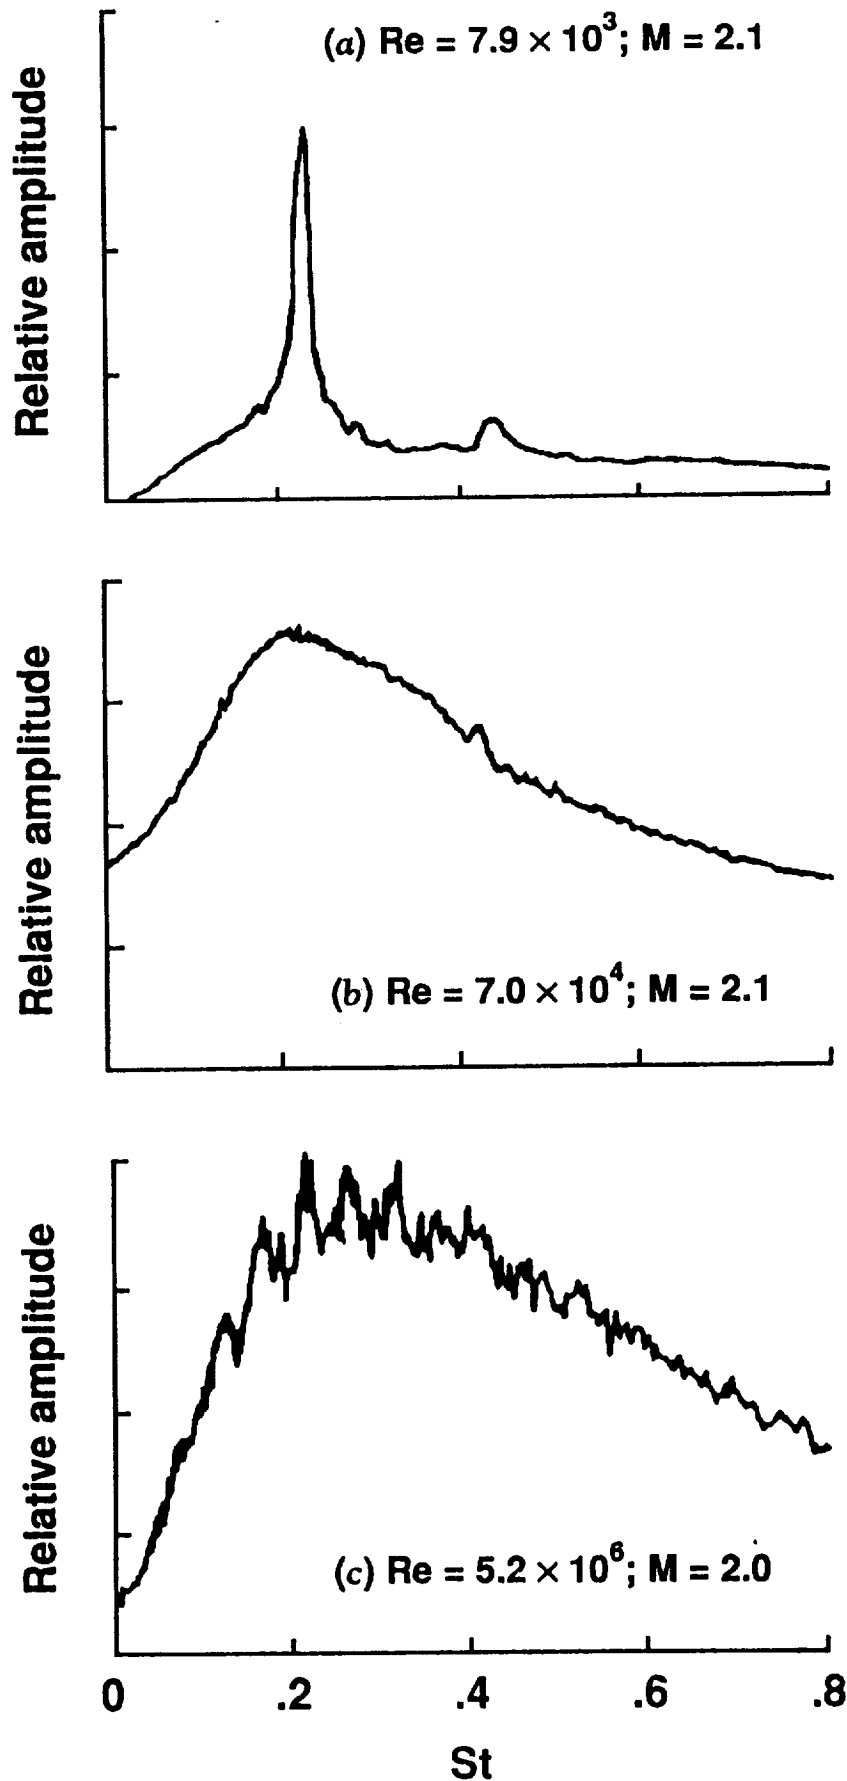 (a) Re = 7.9 × 10³; M = 2.1
Relative amplitude
Relative amplitude
(b) Re = 7.0 × 10⁴; M = 2.1
Relative amplitude
(c) Re = 5.2 × 10⁶; M = 2.0
0 .2 .4 .6 .8
St